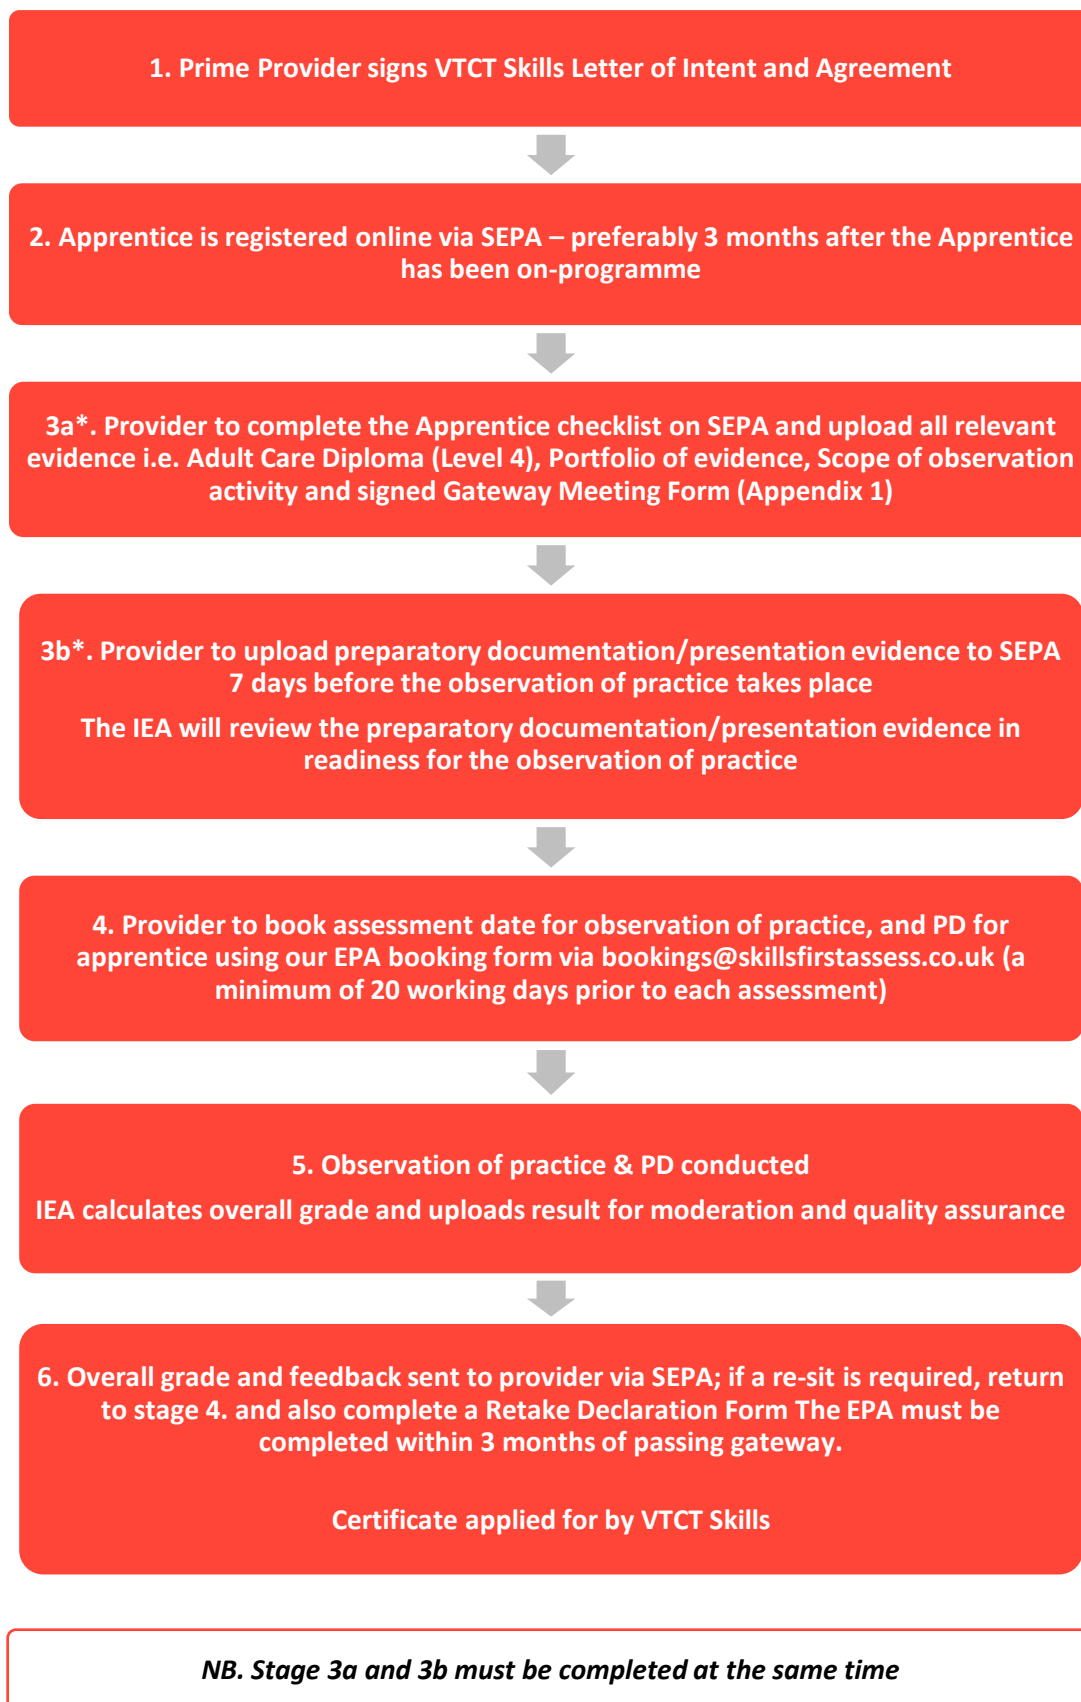 1. Prime Provider signs VTCT Skills Letter of Intent and Agreement
2. Apprentice is registered online via SEPA – preferably 3 months after the Apprentice
has been on-programme
3a*. Provider to complete the Apprentice checklist on SEPA and upload all relevant
evidence i.e. Adult Care Diploma (Level 4), Portfolio of evidence, Scope of observation
activity and signed Gateway Meeting Form (Appendix 1)
3b*. Provider to upload preparatory documentation/presentation evidence to SEPA
7 days before the observation of practice takes place
The IEA will review the preparatory documentation/presentation evidence in
readiness for the observation of practice
4. Provider to book assessment date for observation of practice, and PD for
apprentice using our EPA booking form via bookings@skillsfirstassess.co.uk (a
minimum of 20 working days prior to each assessment)
5. Observation of practice & PD conducted
IEA calculates overall grade and uploads result for moderation and quality assurance
6. Overall grade and feedback sent to provider via SEPA; if a re-sit is required, return
to stage 4. and also complete a Retake Declaration Form The EPA must be
completed within 3 months of passing gateway.
Certificate applied for by VTCT Skills
NB. Stage 3a and 3b must be completed at the same time